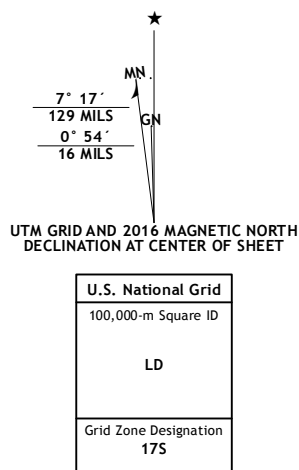 ★
MN
7° 17´
129 MILS
GN
0° 54´
16 MILS
UTM GRID AND 2016 MAGNETIC NORTH
DECLINATION AT CENTER OF SHEET
U.S. National Grid
100,000-m Square ID
LD
Grid Zone Designation
17S